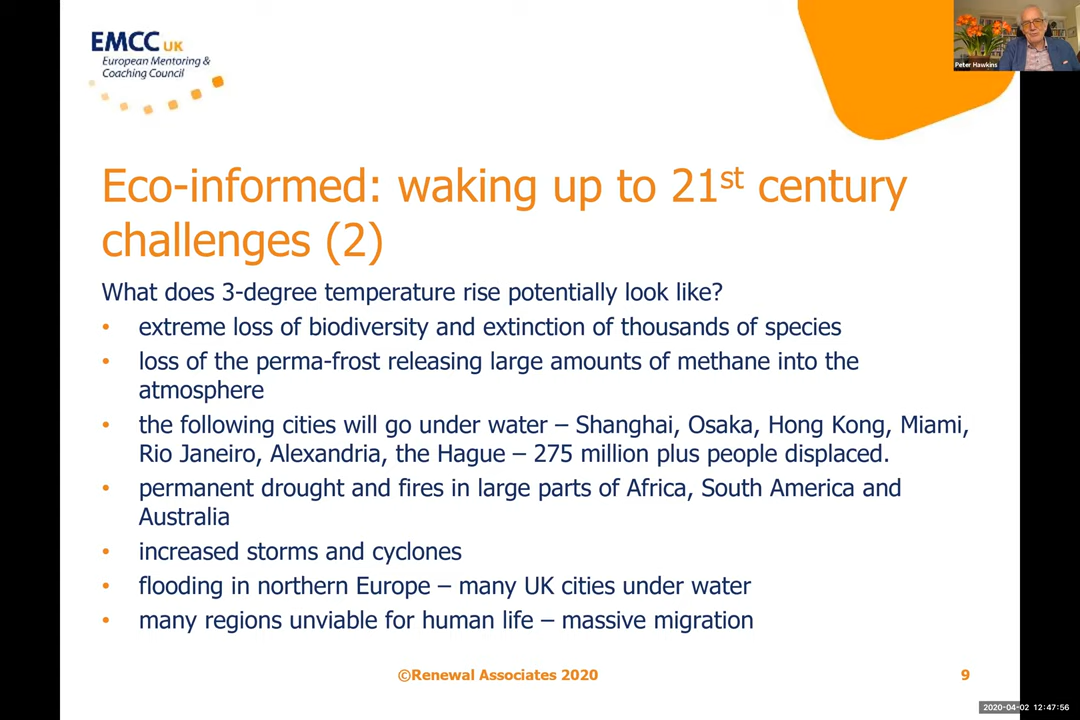 EMCC UK
European Mentoring &
Coaching Council
Peter Hawkins
Eco-informed: waking up to 21st century
challenges (2)
What does 3-degree temperature rise potentially look like?
• extreme loss of biodiversity and extinction of thousands of species
• loss of the perma-frost releasing large amounts of methane into the
atmosphere
• the following cities will go under water – Shanghai, Osaka, Hong Kong, Miami,
Rio Janeiro, Alexandria, the Hague – 275 million plus people displaced.
• permanent drought and fires in large parts of Africa, South America and
Australia
• increased storms and cyclones
• flooding in northern Europe – many UK cities under water
• many regions unviable for human life – massive migration
©Renewal Associates 2020
9
2020-04-02 12:47:56